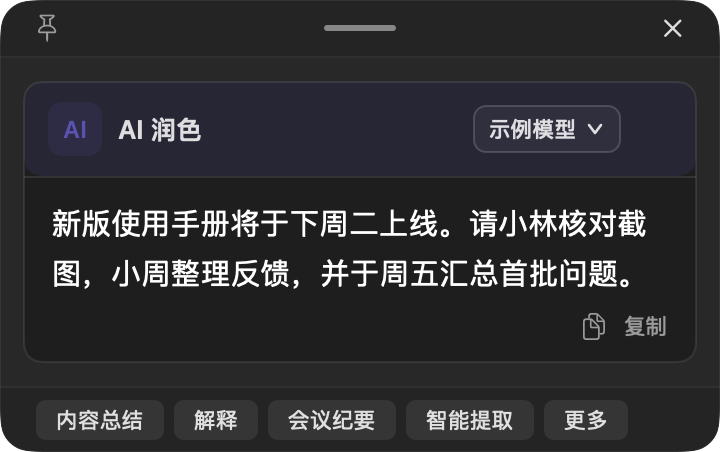 AI AI 润色 示例模型
新版使用手册将于下周二上线。请小林核对截
图，小周整理反馈，并于周五汇总首批问题。
复制
内容总结 解释 会议纪要 智能提取 更多